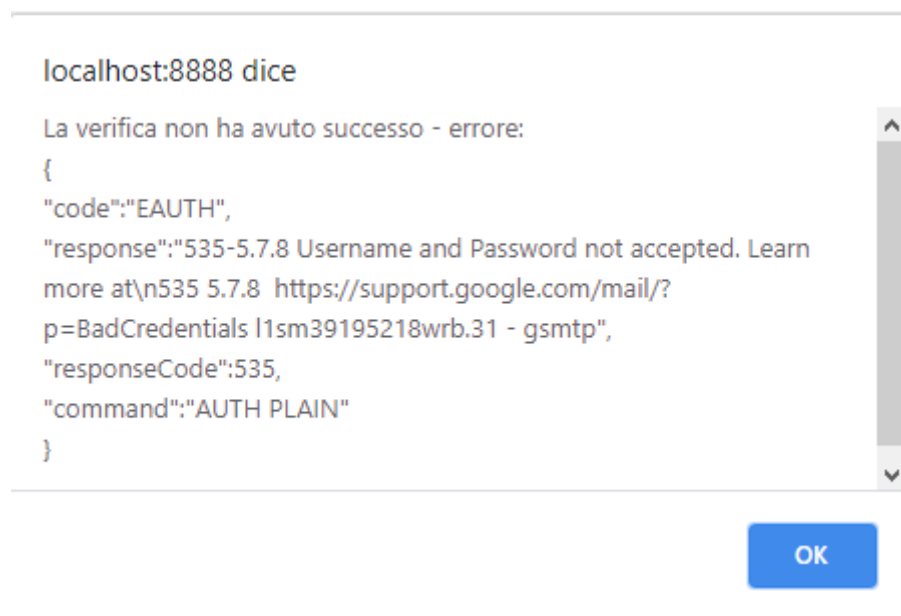 localhost:8888 dice
La verifica non ha avuto successo - errore:
{
"code":"EAUTH",
"response":"535-5.7.8 Username and Password not accepted. Learn
more at\n535 5.7.8  https://support.google.com/mail/?
p=BadCredentials l1sm39195218wrb.31 - gsmtp",
"responseCode":535,
"command":"AUTH PLAIN"
}
OK